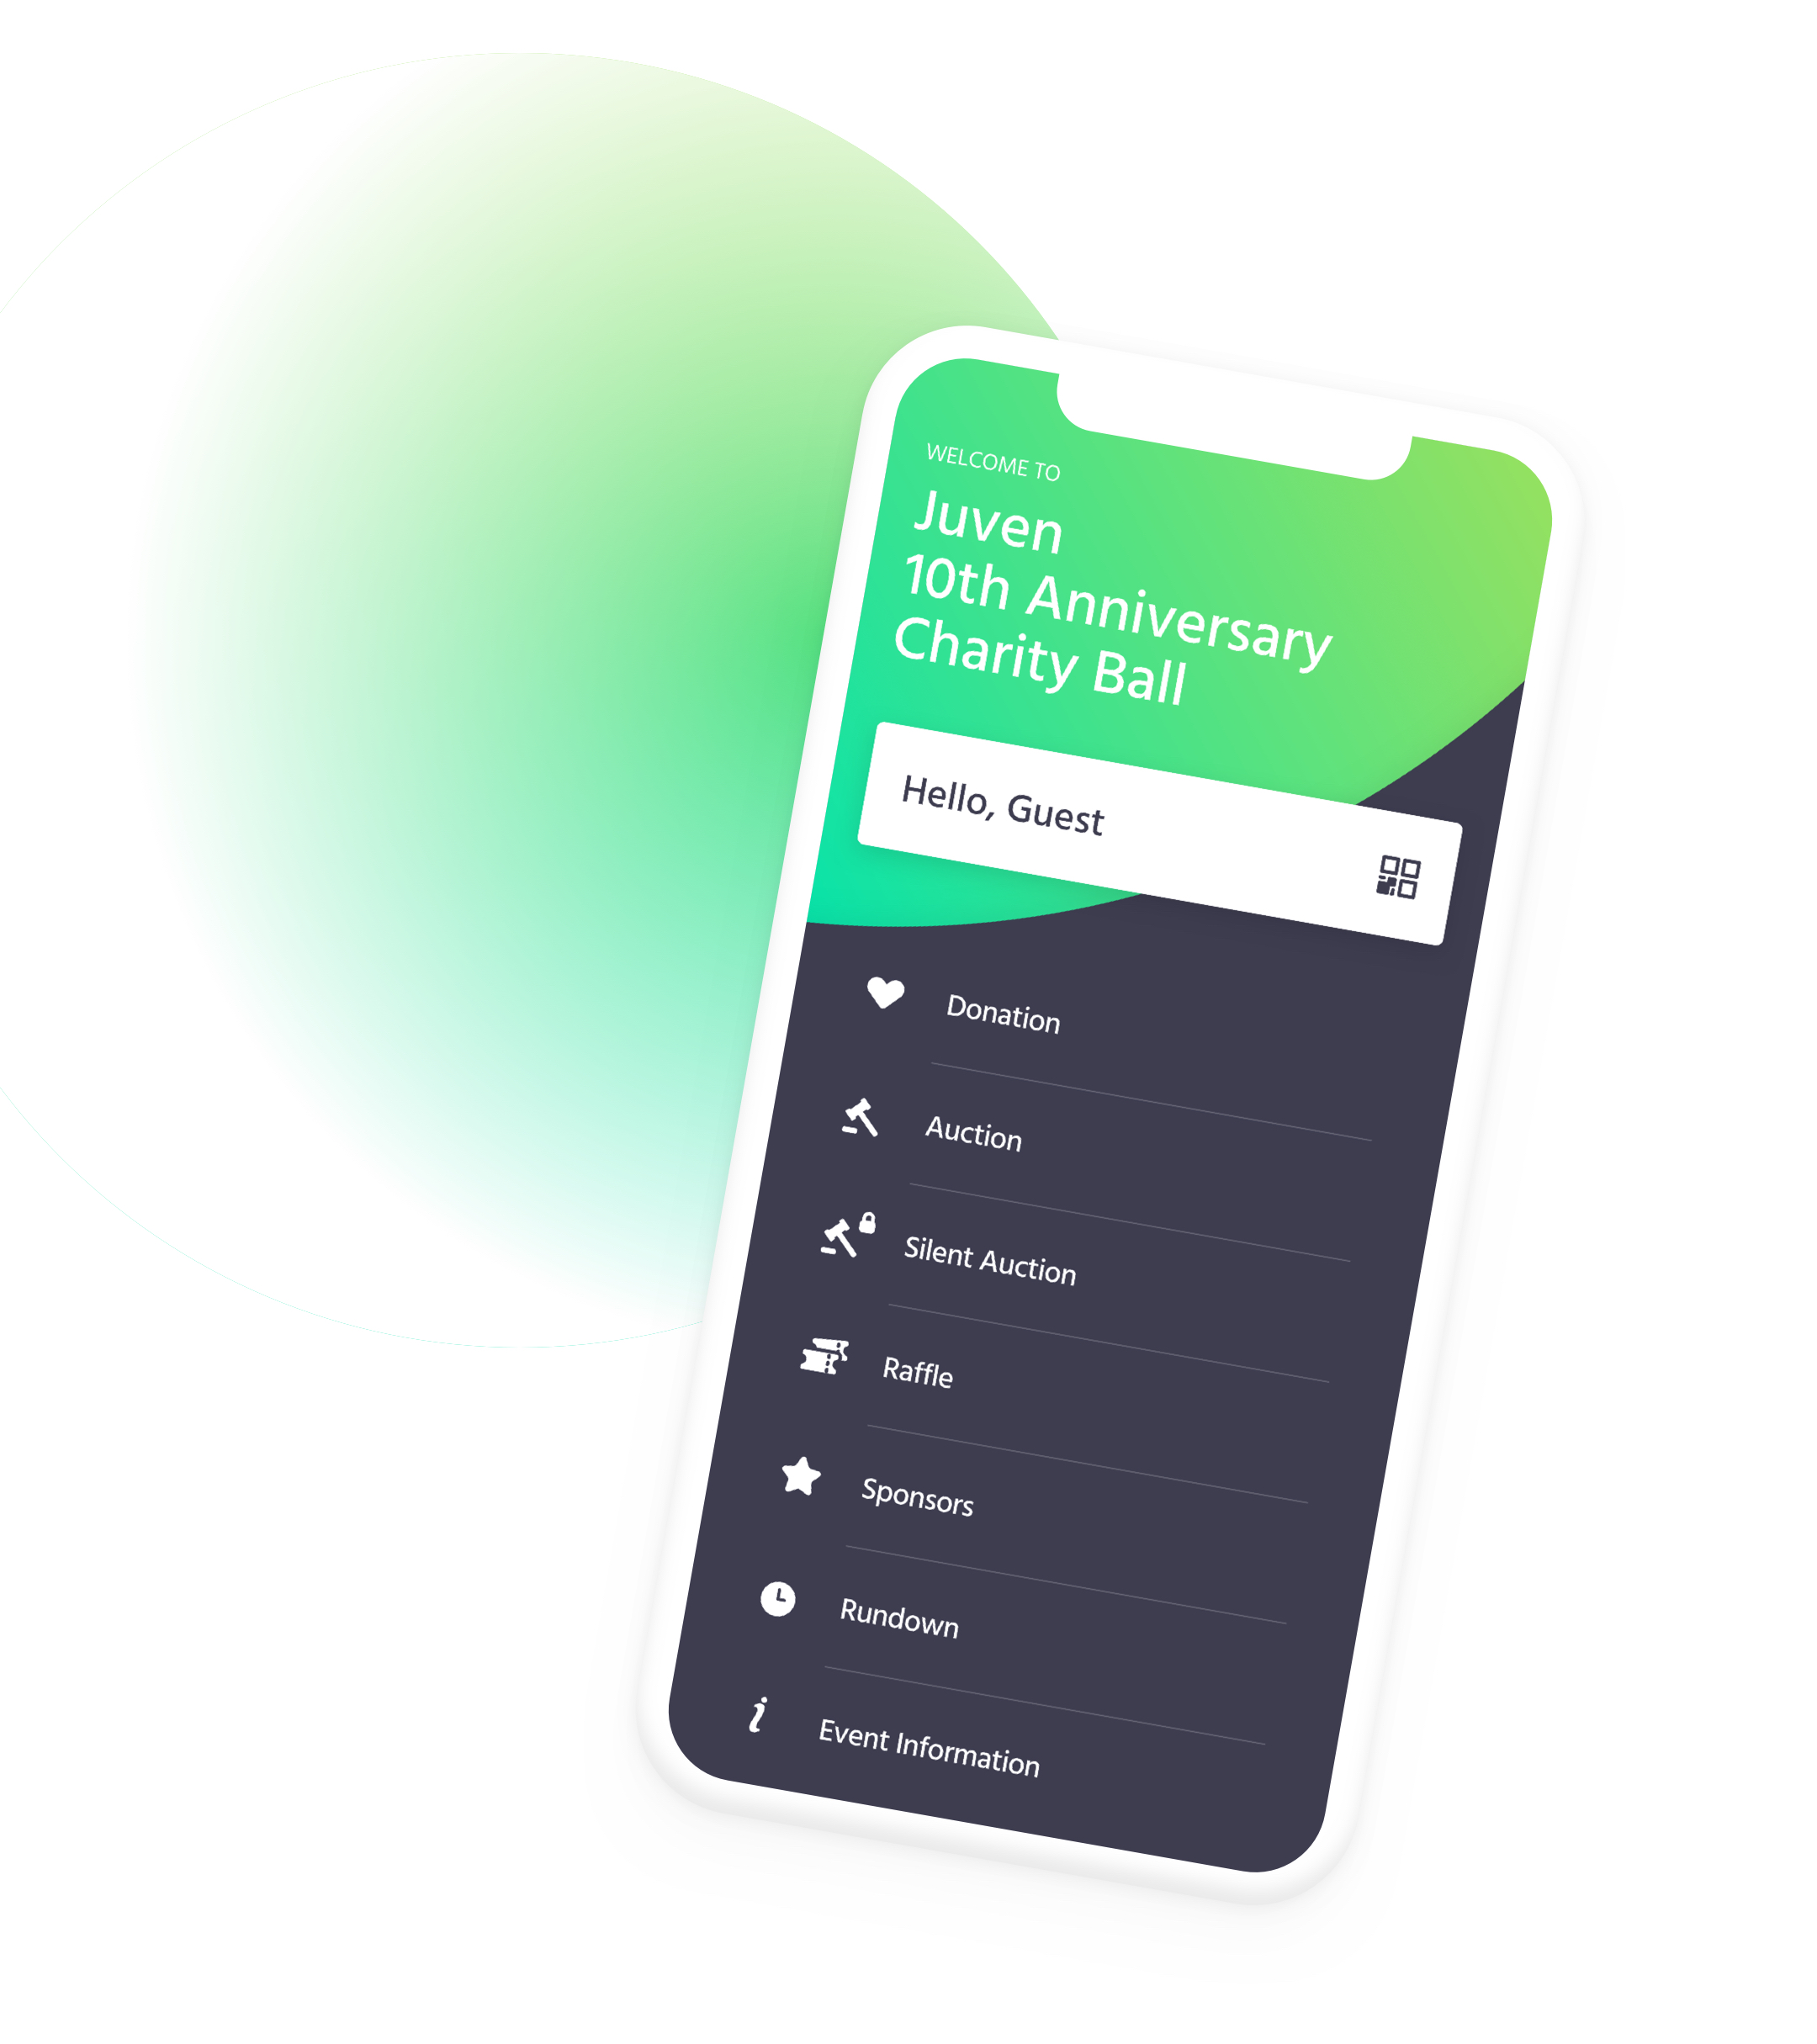 WELCOME TO
Juven
10th Anniversary
Charity Ball
Hello, Guest
Donation
Auction
Silent Auction
Raffle
Sponsors
Rundown
Event Information